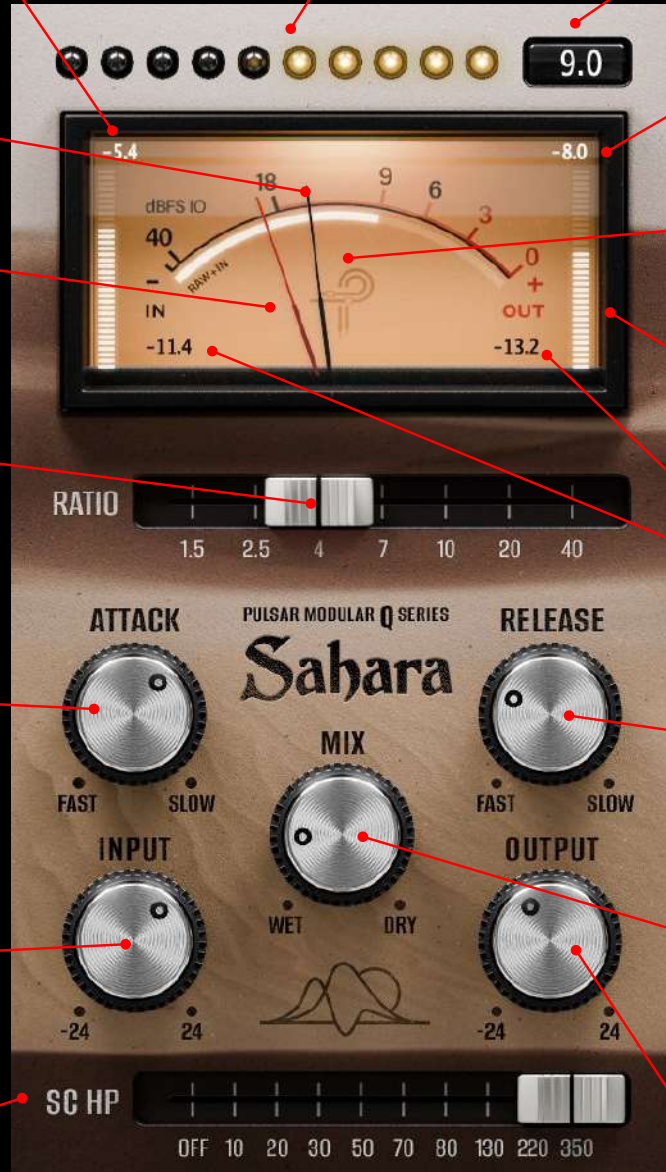 9.0
-5.4 -8.0
18 9 6 3 0
dBFS IO
40
- +
RAW+IN
IN OUT
-11.4 -13.2
RATIO
1.5 2.5 4 7 10 20 40
ATTACK PULSAR MODULAR Q SERIES RELEASE
Sahara
MIX
FAST SLOW FAST SLOW
INPUT OUTPUT
WET DRY
-24 24 -24 24
SC HP
OFF 10 20 30 50 70 80 130 220 350